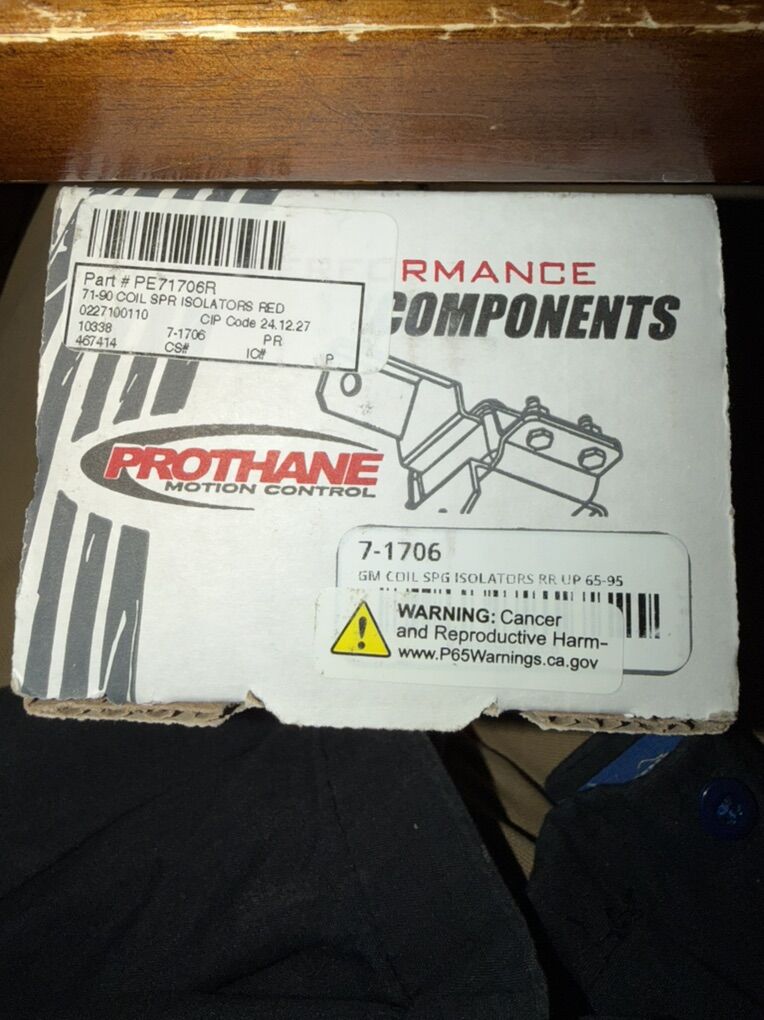 Part # PE71706R
71-90 COIL SPR ISOLATORS RED
0227100110 CIP Code 24.12.27
10338 7-1706 PR
467414 CS# IC# P
RMANCE
COMPONENTS
PROTHANE
MOTION CONTROL
7-1706
GM COIL SPG ISOLATORS RR UP 65-95
WARNING: Cancer
and Reproductive Harm-
www.P65Warnings.ca.gov